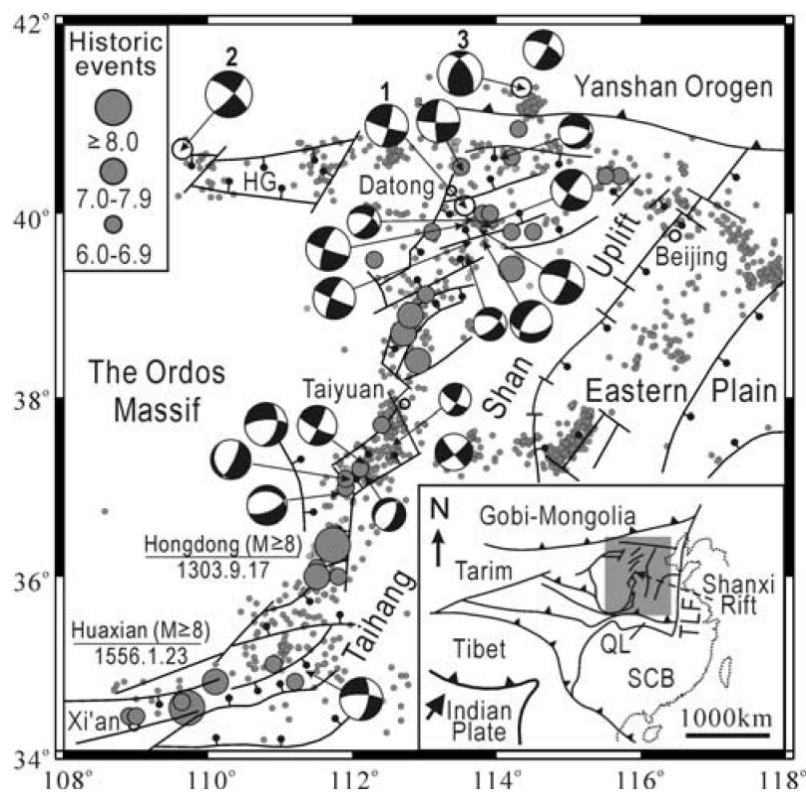 42°
40°
38°
36°
34°
108°
110°
112°
114°
116°
118°
Historic
events
≥ 8.0
7.0-7.9
6.0-6.9
2
1
3
Yanshan Orogen
HG
Datong
Beijing
Uplift
The Ordos
Massif
Taiyuan
Shan
Eastern Plain
Hongdong (M≥8)
1303.9.17
Taihang
Huaxian (M≥8)
1556.1.23
Xi'an
N
Gobi-Mongolia
Tarim
Shanxi
Rift
TLF
QL
Tibet
SCB
Indian
Plate
1000km